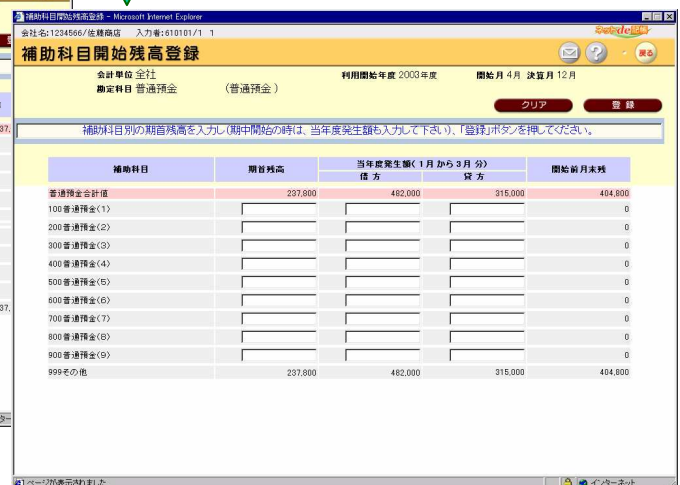 補助科目開始残高登録 - Microsoft Internet Explorer
会社名:1234566/佐藤商店 入力者:610101/1 1
補助科目開始残高登録
戻る
会計単位 全社 利用開始年度 2003年度 開始月 4月 決算月 12月
勘定科目 普通預金 (普通預金)
クリア 登録
補助科目別の期首残高を入力し(期中開始の時は、当年度発生額も入力して下さい)、「登録」ボタンを押してください。
補助科目 期首残高 当年度発生額(1月から3月分) 開始前月末残
借方 貸方
普通預金合計値 237,800 482,000 315,000 404,800
100普通預金(1) 0
200普通預金(2) 0
300普通預金(3) 0
400普通預金(4) 0
500普通預金(5) 0
600普通預金(6) 0
700普通預金(7) 0
800普通預金(8) 0
900普通預金(9) 0
999その他 237,800 482,000 315,000 404,800
ページが表示されました
インターネット